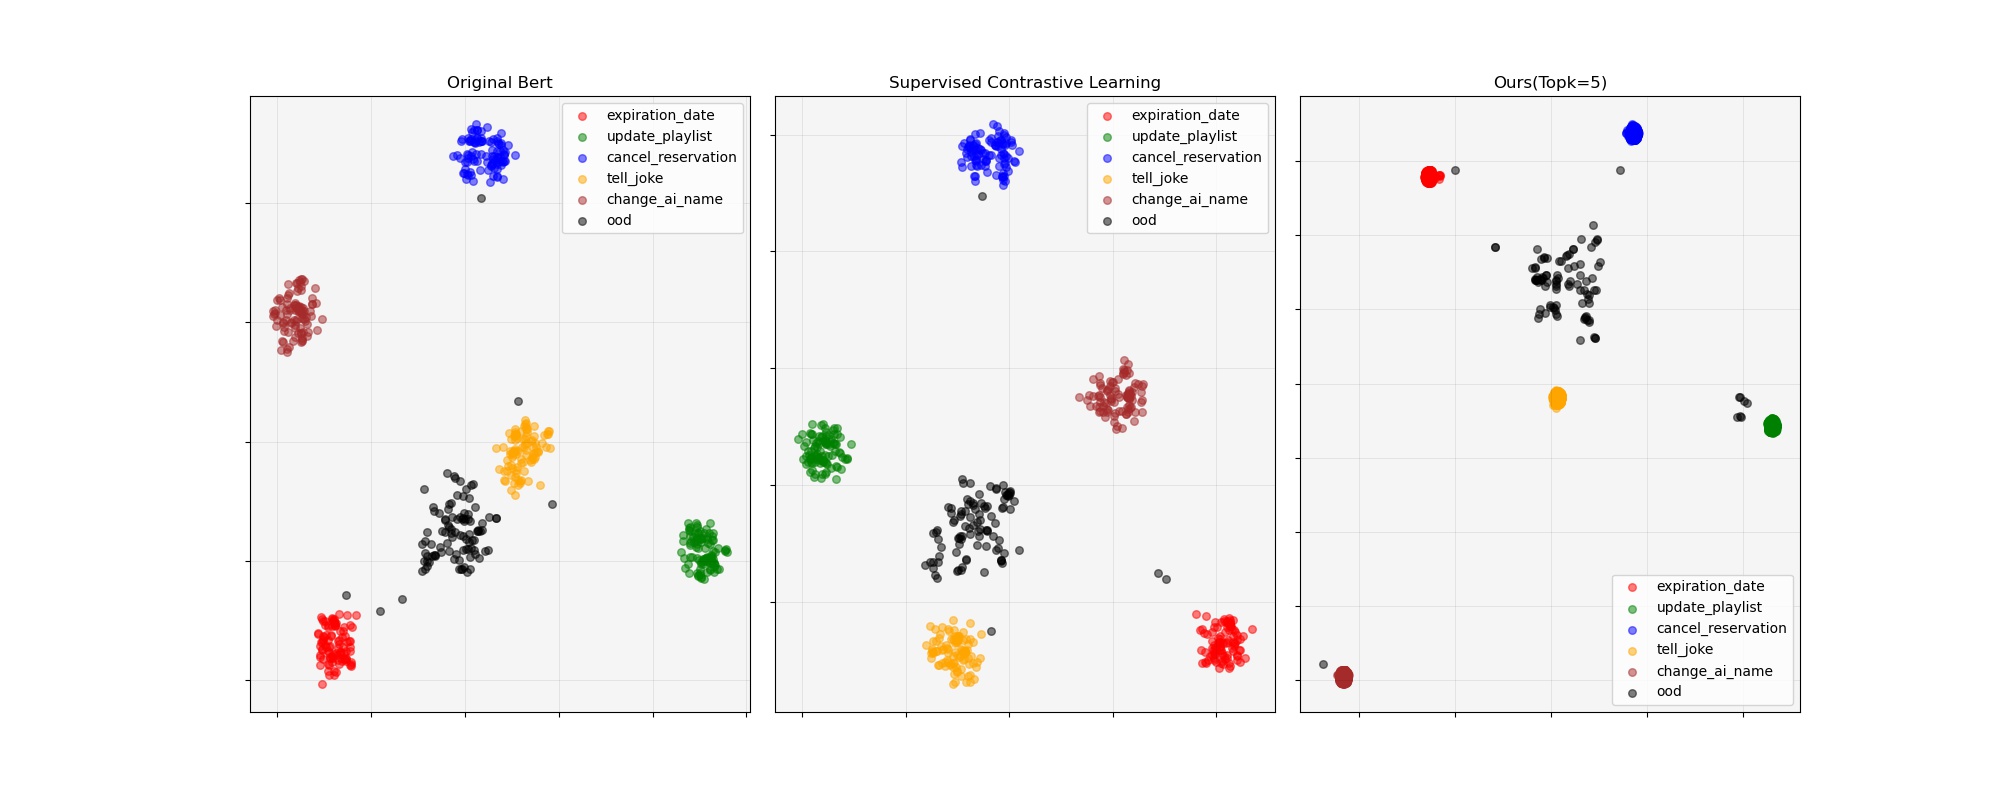 Original Bert
expiration_date
update_playlist
cancel_reservation
tell_joke
change_ai_name
ood
Supervised Contrastive Learning
expiration_date
update_playlist
cancel_reservation
tell_joke
change_ai_name
ood
Ours(Topk=5)
expiration_date
update_playlist
cancel_reservation
tell_joke
change_ai_name
ood